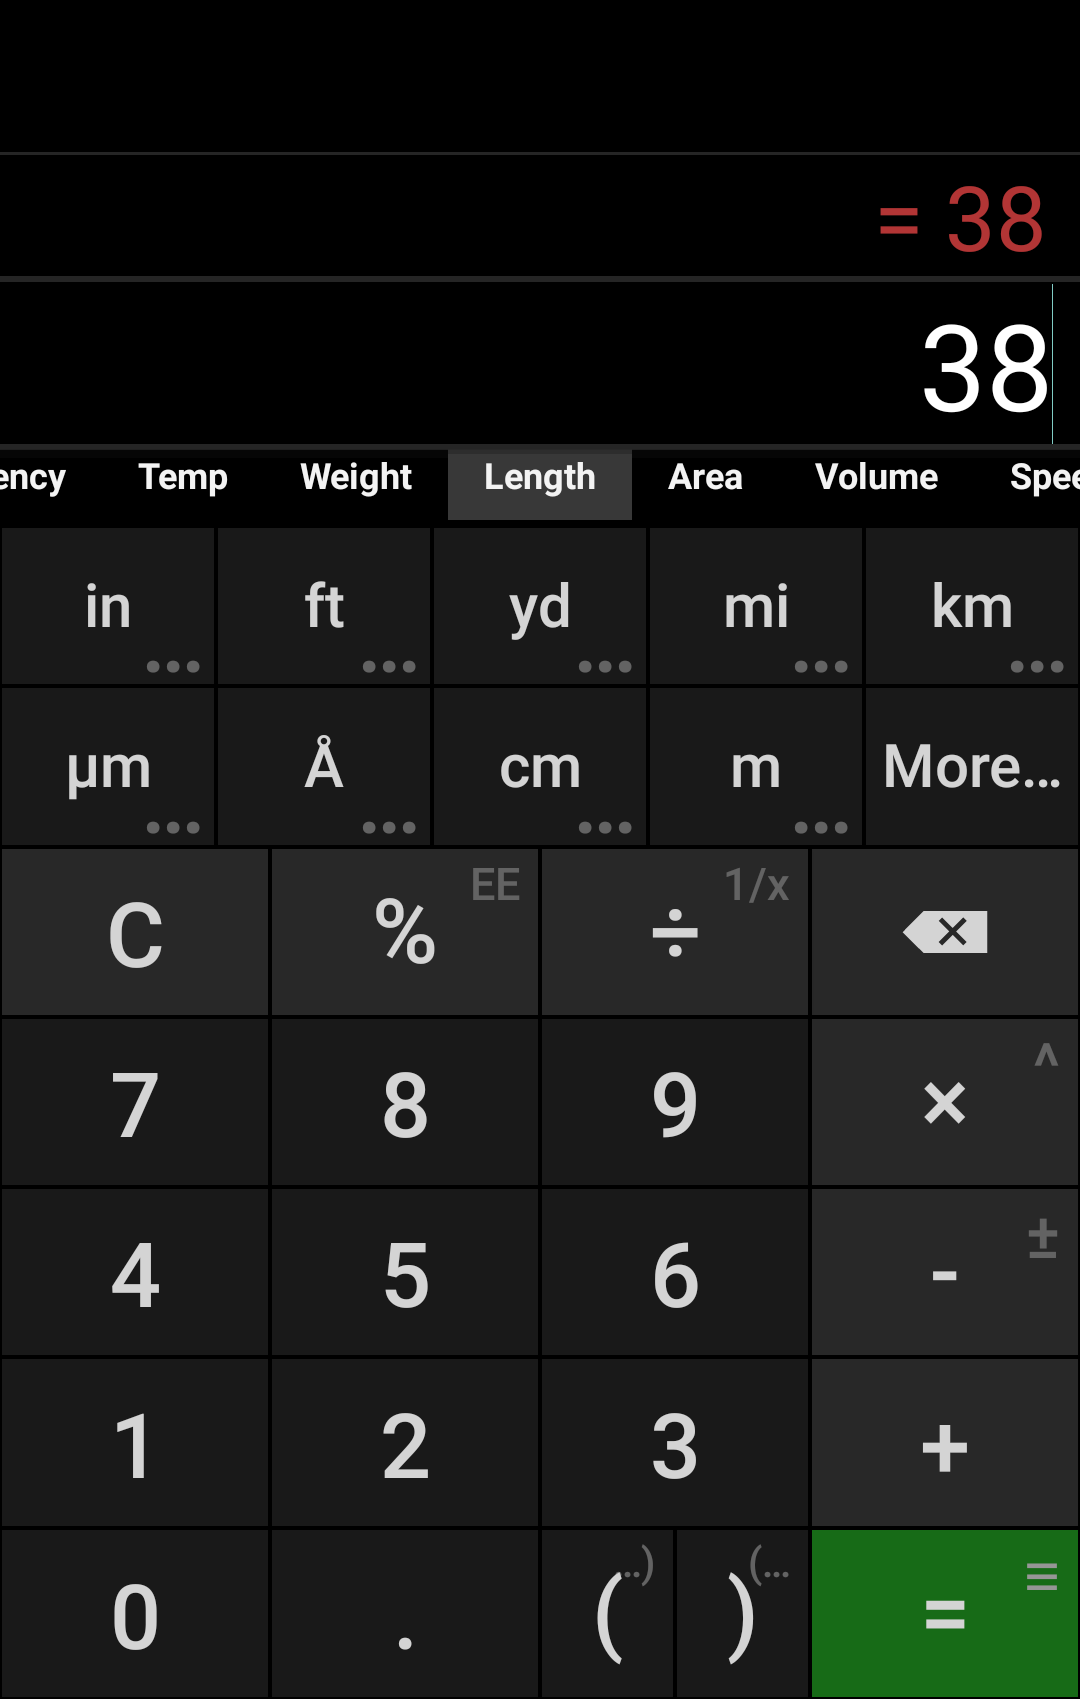 = 38
38
ency Temp Weight Length Area Volume Spee
in ft yd mi km
µm Å cm m More...
C % EE ÷ 1/x
7 8 9 × ^
4 5 6 - ±
1 2 3 +
0 . ( ..) ) (... =